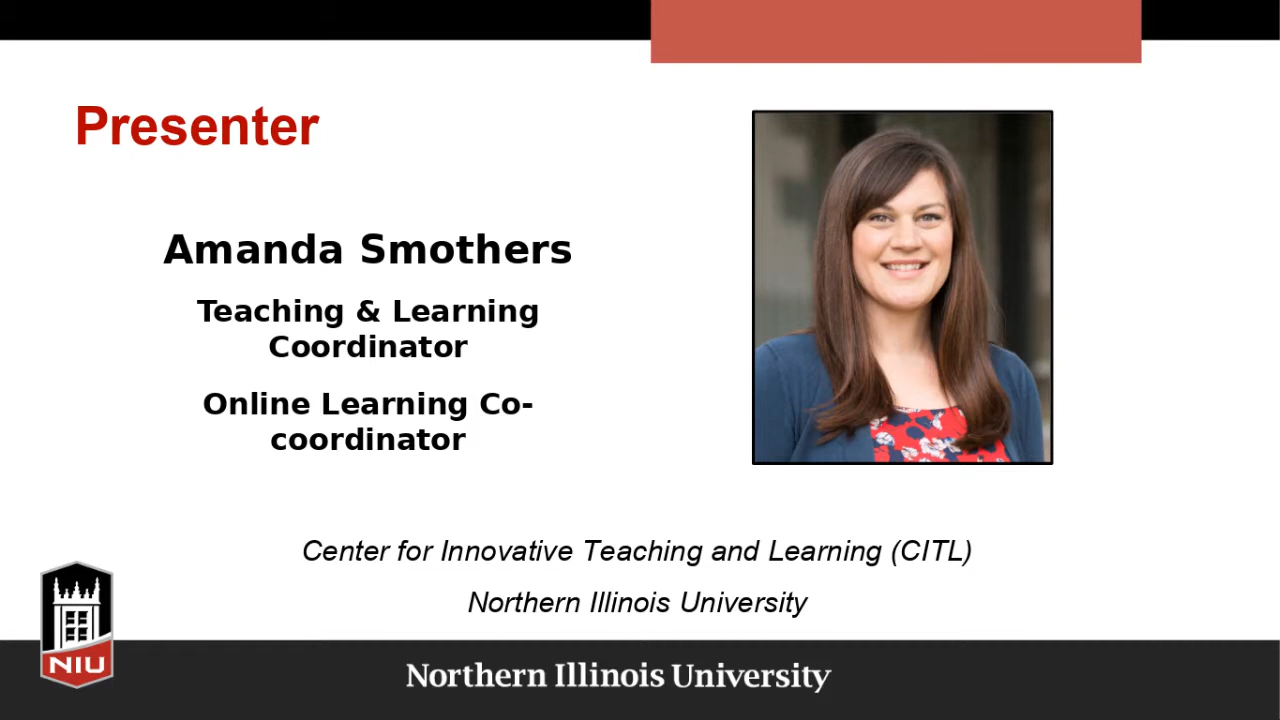 Presenter
Amanda Smothers
Teaching & Learning
Coordinator
Online Learning Co-
coordinator
Center for Innovative Teaching and Learning (CITL)
Northern Illinois University
NIU
Northern Illinois University